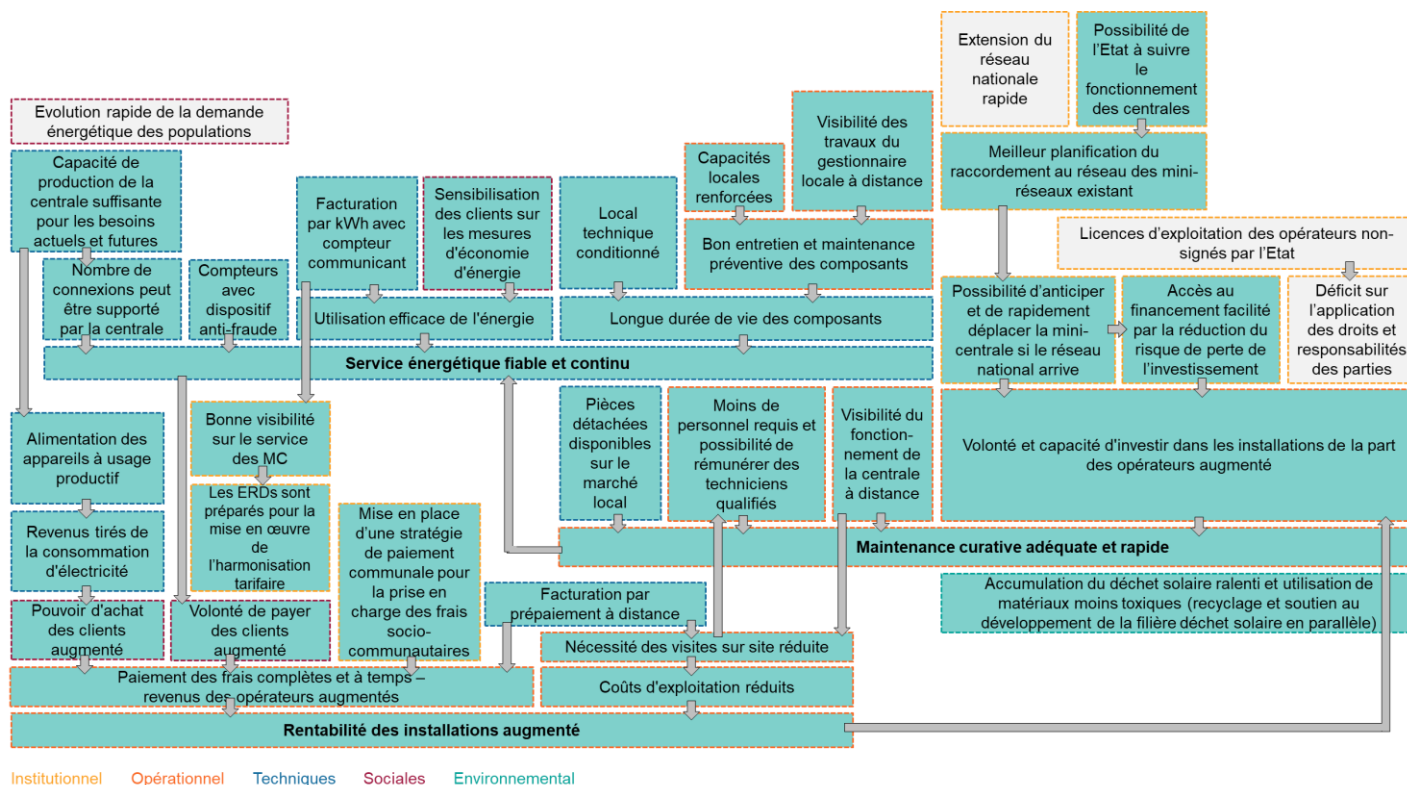 Evolution rapide de la demande
énergétique des populations
Capacité de
production de la
centrale suffisante
pour les besoins
actuels et futures
Nombre de
connexions peut
être supporté
par la centrale
Compteurs
avec
dispositif
anti-fraude
Facturation
par kWh avec
compteur
communicant
Sensibilisation
des clients sur
les mesures
d'économie
d'énergie
Utilisation efficace de l'énergie
Local
technique
conditionné
Capacités
locales
renforcées
Visibilité des
travaux du
gestionnaire
locale à distance
Bon entretien et maintenance
préventive des composants
Longue durée de vie des composants
Service énergétique fiable et continu
Extension du
réseau
nationale
rapide
Possibilité de
l'Etat à suivre
le
fonctionnement
des centrales
Meilleur planification du
raccordement au réseau des mini-
réseaux existant
Licences d'exploitation des opérateurs non-
signés par l'Etat
Possibilité d'anticiper
et de rapidement
déplacer la mini-
centrale si le réseau
national arrive
Accès au
financement facilité
par la réduction du
risque de perte de
l'investissement
Déficit sur
l'application
des droits et
responsabilités
des parties
Alimentation des
appareils à usage
productif
Revenus tirés de
la consommation
d'électricité
Pouvoir d'achat
des clients
augmenté
Bonne visibilité
sur le service
des MC
Les ERDs sont
préparés pour la
mise en œuvre
de
l'harmonisation
tarifaire
Volonté de payer
des clients
augmenté
Mise en place
d'une stratégie
de paiement
communale pour
la prise en
charge des frais
socio-
communautaires
Pièces
détachées
disponibles
sur le
marché
local
Moins de
personnel requis et
possibilité de
rémunérer des
techniciens
qualifiés
Visibilité du
fonction-
nement de
la centrale
à distance
Volonté et capacité d'investir dans les installations de la part
des opérateurs augmenté
Maintenance curative adéquate et rapide
Facturation par
prépaiement à distance
Nécessité des visites sur site réduite
Coûts d'exploitation réduits
Accumulation du déchet solaire ralenti et utilisation de
matériaux moins toxiques (recyclage et soutien au
développement de la filière déchet solaire en parallèle)
Paiement des frais complètes et à temps –
revenus des opérateurs augmentés
Rentabilité des installations augmenté
Institutionnel Opérationnel Techniques Sociales Environnemental